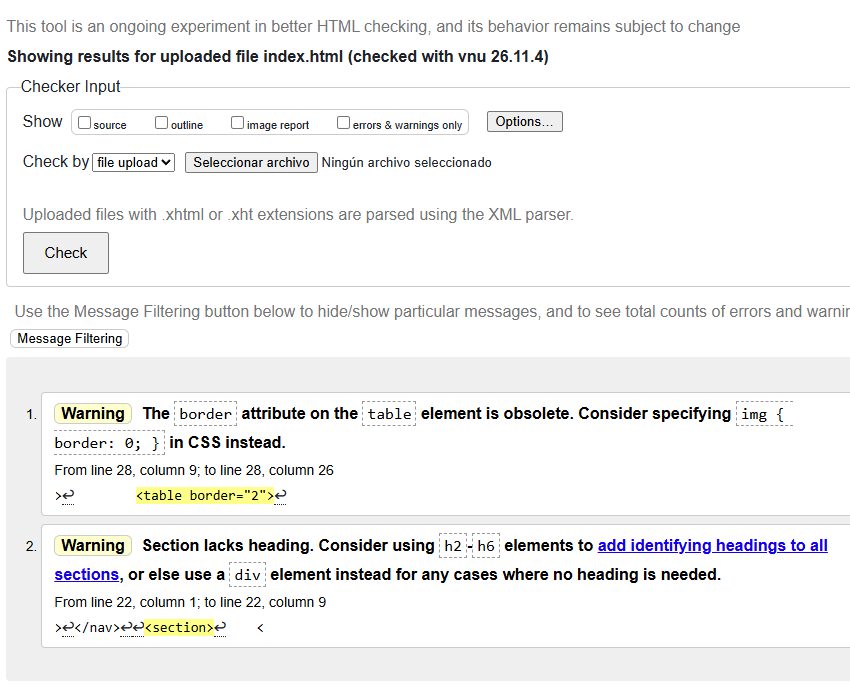 This tool is an ongoing experiment in better HTML checking, and its behavior remains subject to change
Showing results for uploaded file index.html (checked with vnu 26.11.4)
Checker Input
Show source outline image report errors & warnings only Options...
Check by file upload Seleccionar archivo Ningún archivo seleccionado
Uploaded files with .xhtml or .xht extensions are parsed using the XML parser.
Check
Use the Message Filtering button below to hide/show particular messages, and to see total counts of errors and
Message Filtering
1. Warning The border attribute on the table element is obsolete. Consider specifying img {
border: 0; } in CSS instead.
From line 28, column 9; to line 28, column 26
>↩ <table border="2">↩
2. Warning Section lacks heading. Consider using h2-h6 elements to add identifying headings to all
sections, or else use a div element instead for any cases where no heading is needed.
From line 22, column 1; to line 22, column 9
>↩</nav>↩↩<section>↩ <